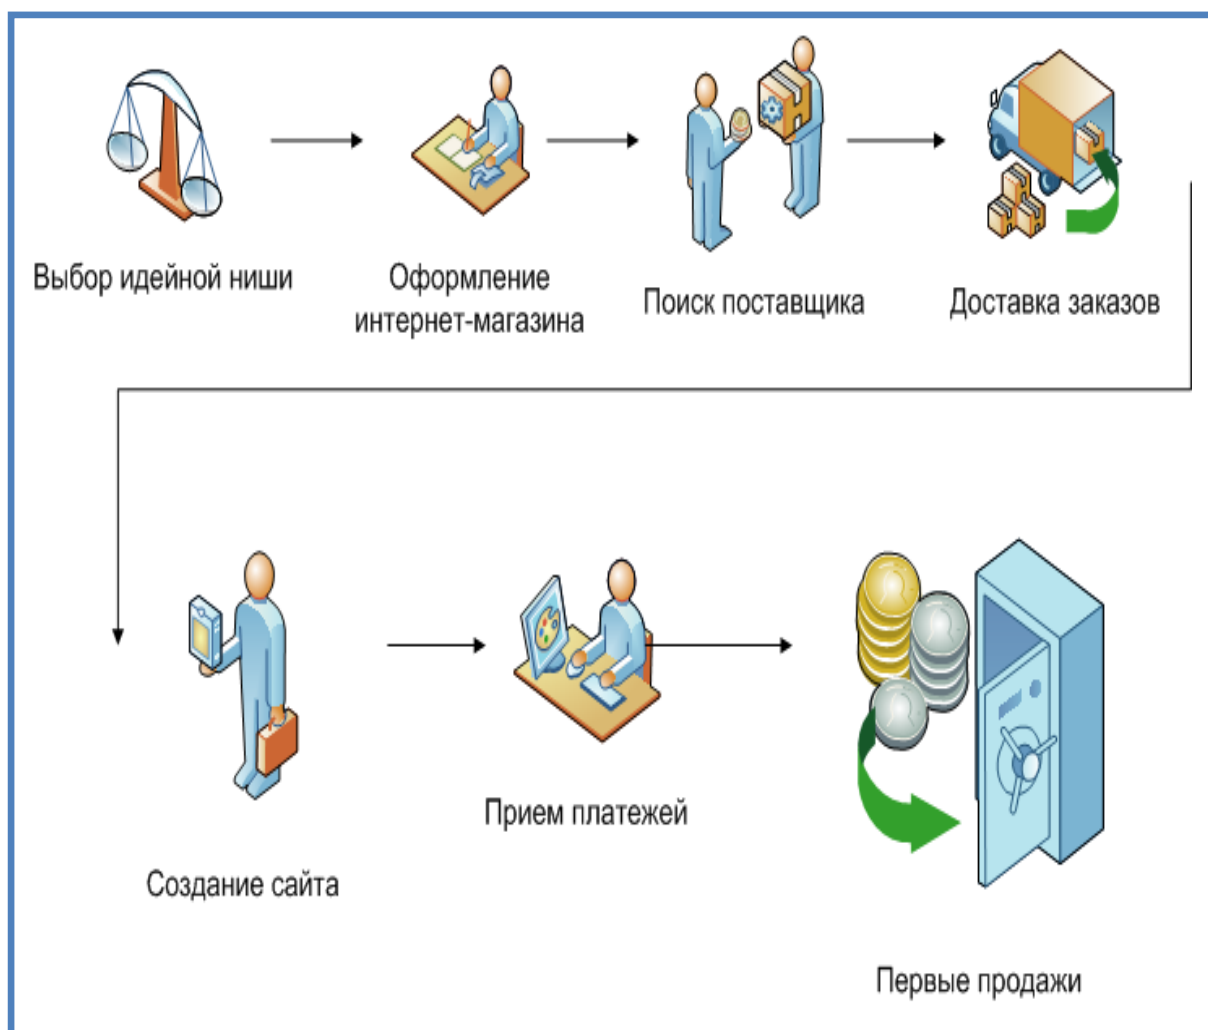 Выбор идейной ниши
Оформление
интернет-магазина
Поиск поставщика
Доставка заказов
Создание сайта
Прием платежей
Первые продажи